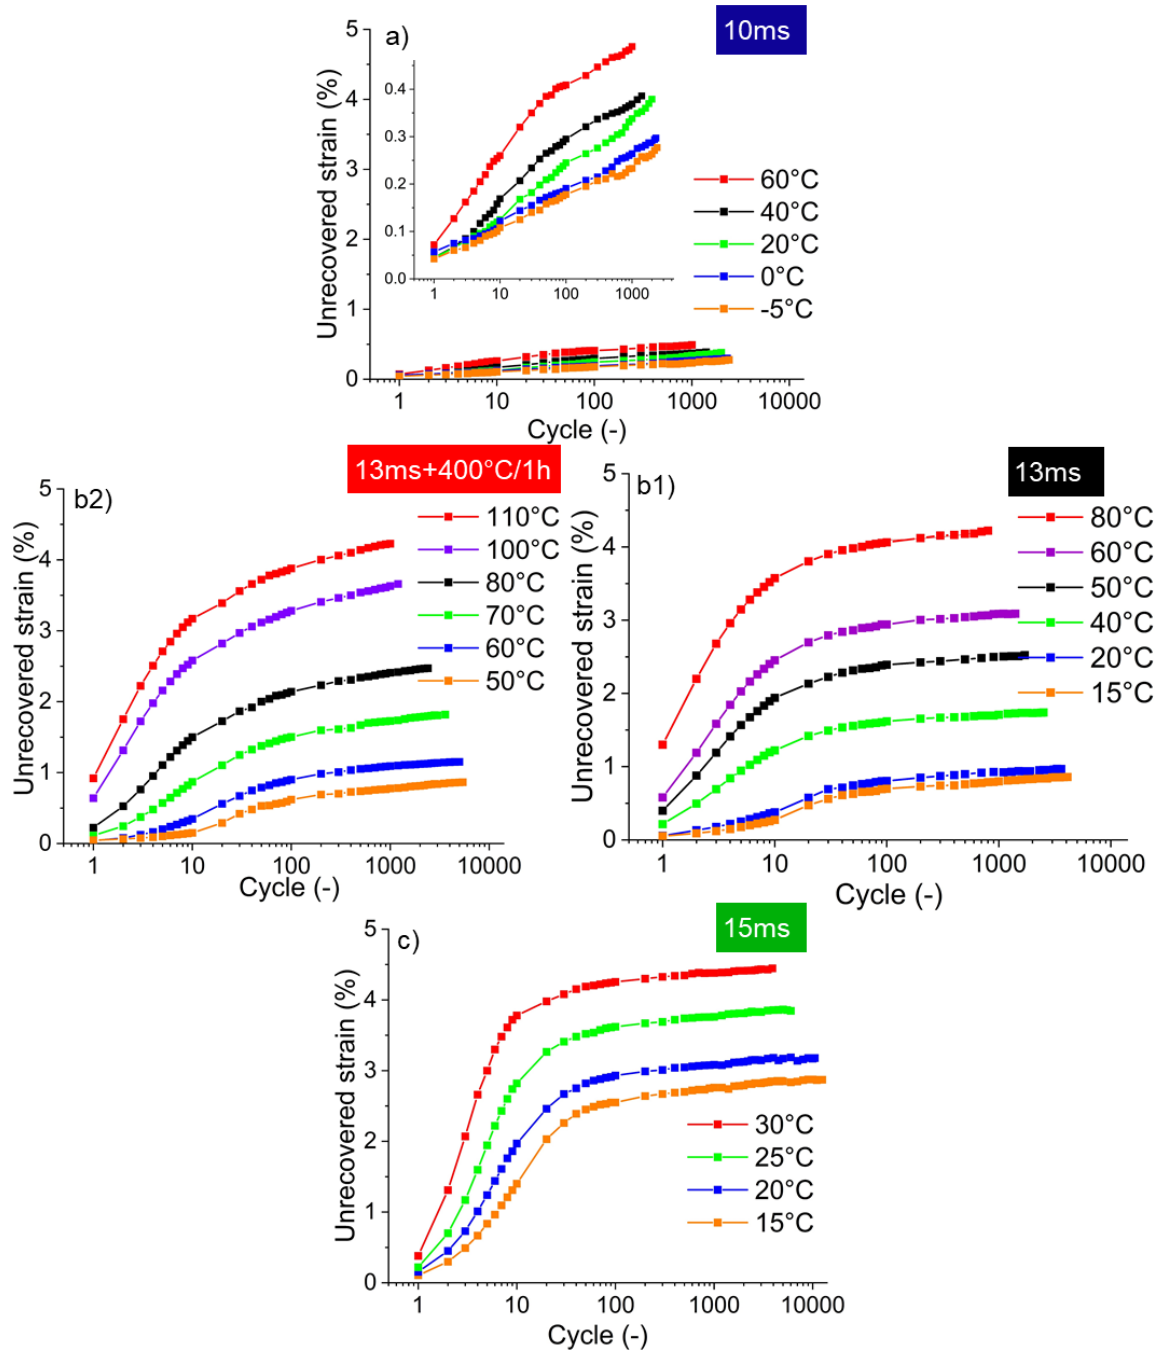 10ms
a)
Unrecovered strain (%)
5
4
3
2
1
0
0.4
0.3
0.2
0.1
0.0
1 10 100 1000
60°C
40°C
20°C
0°C
-5°C
1 10 100 1000 10000
Cycle (-)
13ms+400°C/1h
b2)
Unrecovered strain (%)
5
4
3
2
1
0
110°C
100°C
80°C
70°C
60°C
50°C
1 10 100 1000 10000
Cycle (-)
13ms
b1)
Unrecovered strain (%)
5
4
3
2
1
0
80°C
60°C
50°C
40°C
20°C
15°C
1 10 100 1000 10000
Cycle (-)
15ms
c)
Unrecovered strain (%)
5
4
3
2
1
0
30°C
25°C
20°C
15°C
1 10 100 1000 10000
Cycle (-)